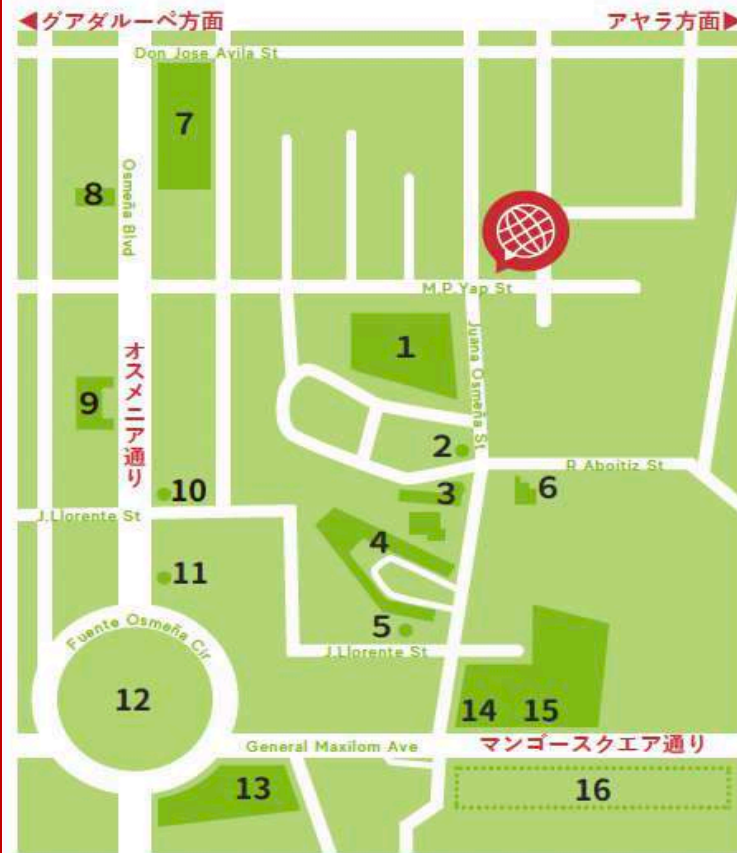 ◀グアダルーペ方面
アヤラ方面▶
Don Jose Avila St
7
Osmeña Blvd
8
M.P.Yap St
1
Juana Osmeña St
オスメニア通り
9
2
R Aboitiz St
3
6
10
J.Llorente St
4
11
5
J.Llorente St
Fuente Osmeña Cir
12
14
15
General Maxilom Ave
マンゴースクエア通り
13
16